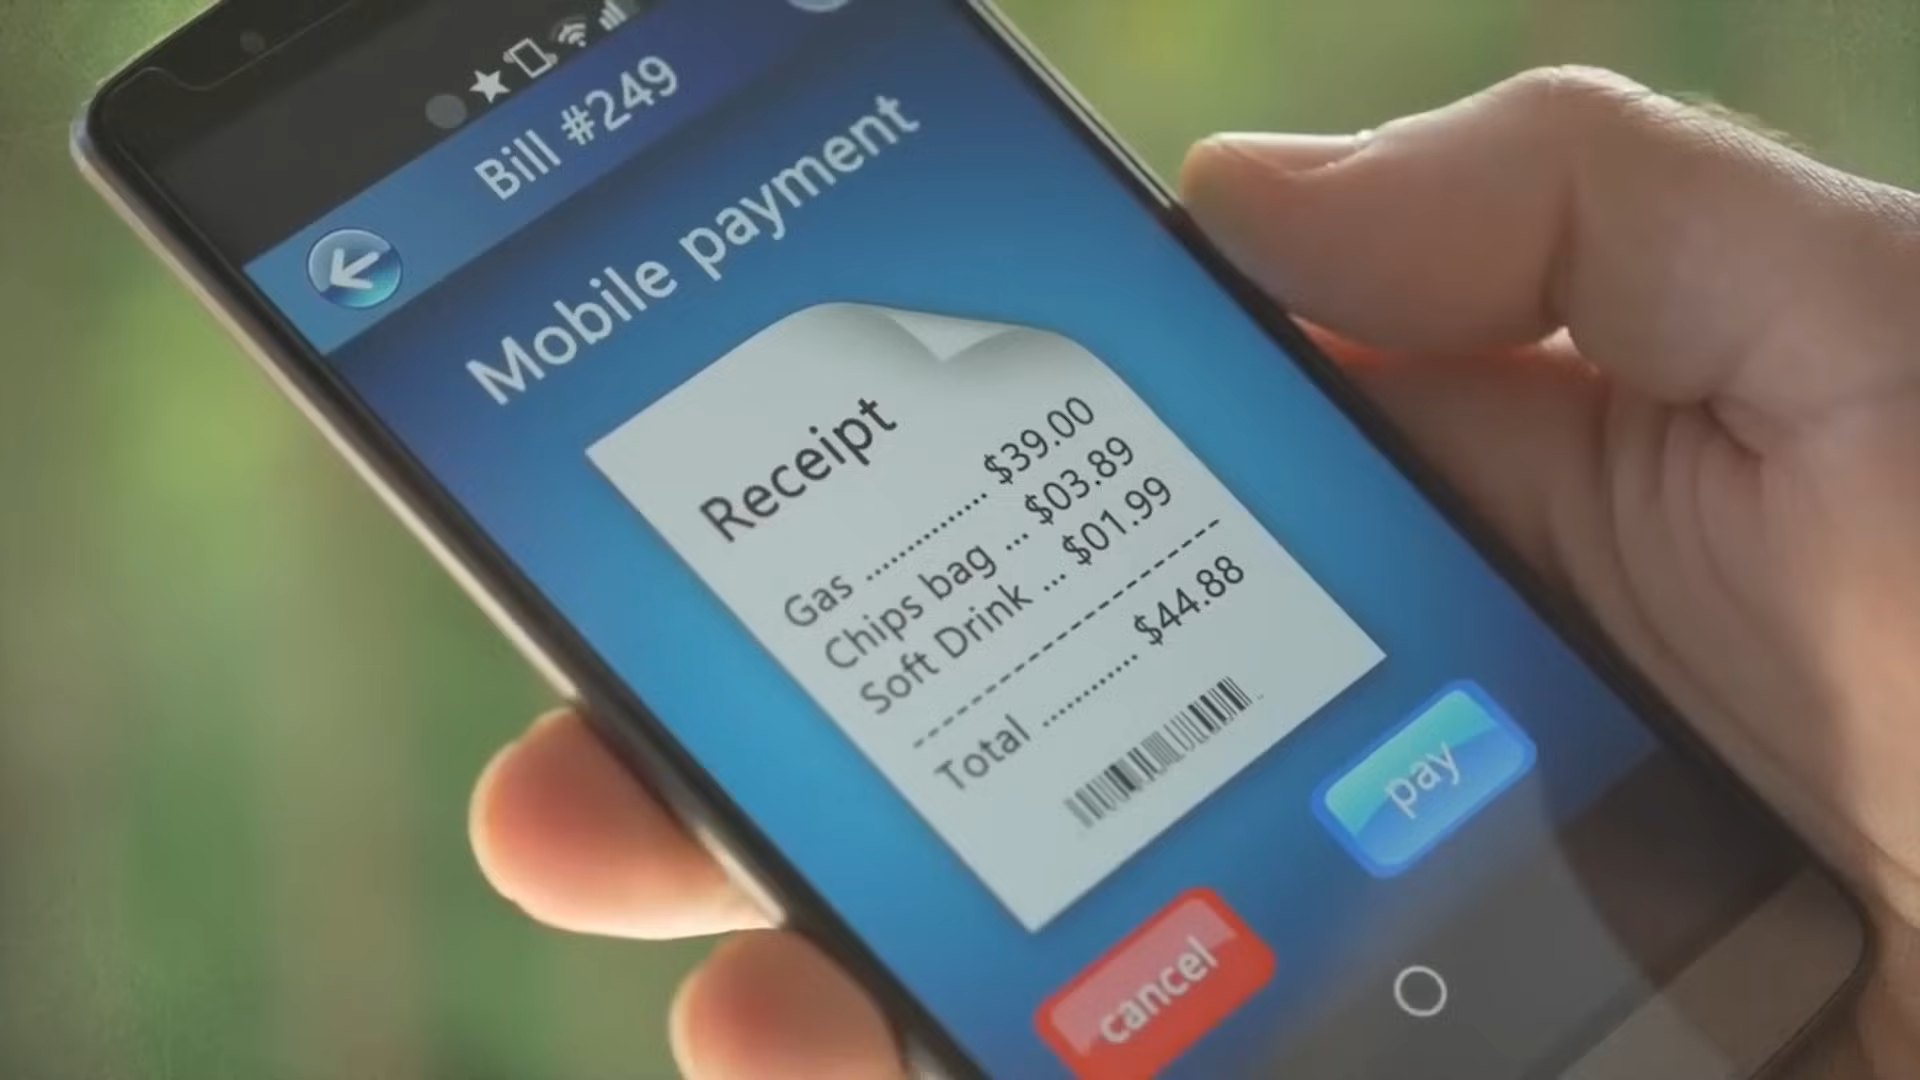 Bill #249
Mobile payment
Receipt
Gas ............... $39.00
Chips bag ... $03.89
Soft Drink ... $01.99
Total ............ $44.88
cancel
pay